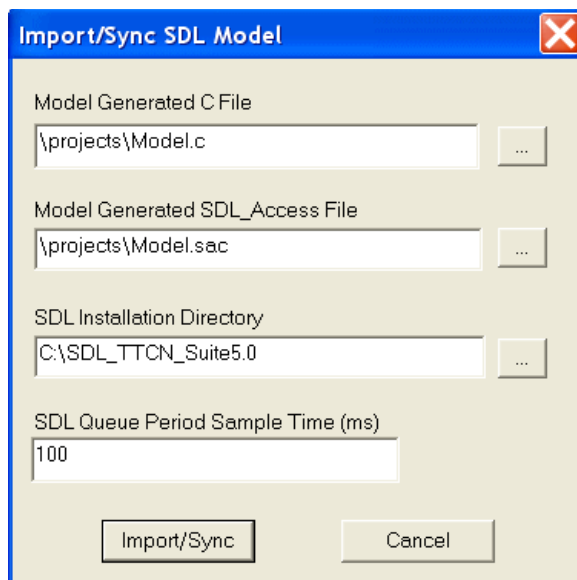 Import/Sync SDL Model
Model Generated C File
\projects\Model.c
...
Model Generated SDL_Access File
\projects\Model.sac
...
SDL Installation Directory
C:\SDL_TTCN_Suite5.0
...
SDL Queue Period Sample Time (ms)
100
Import/Sync
Cancel